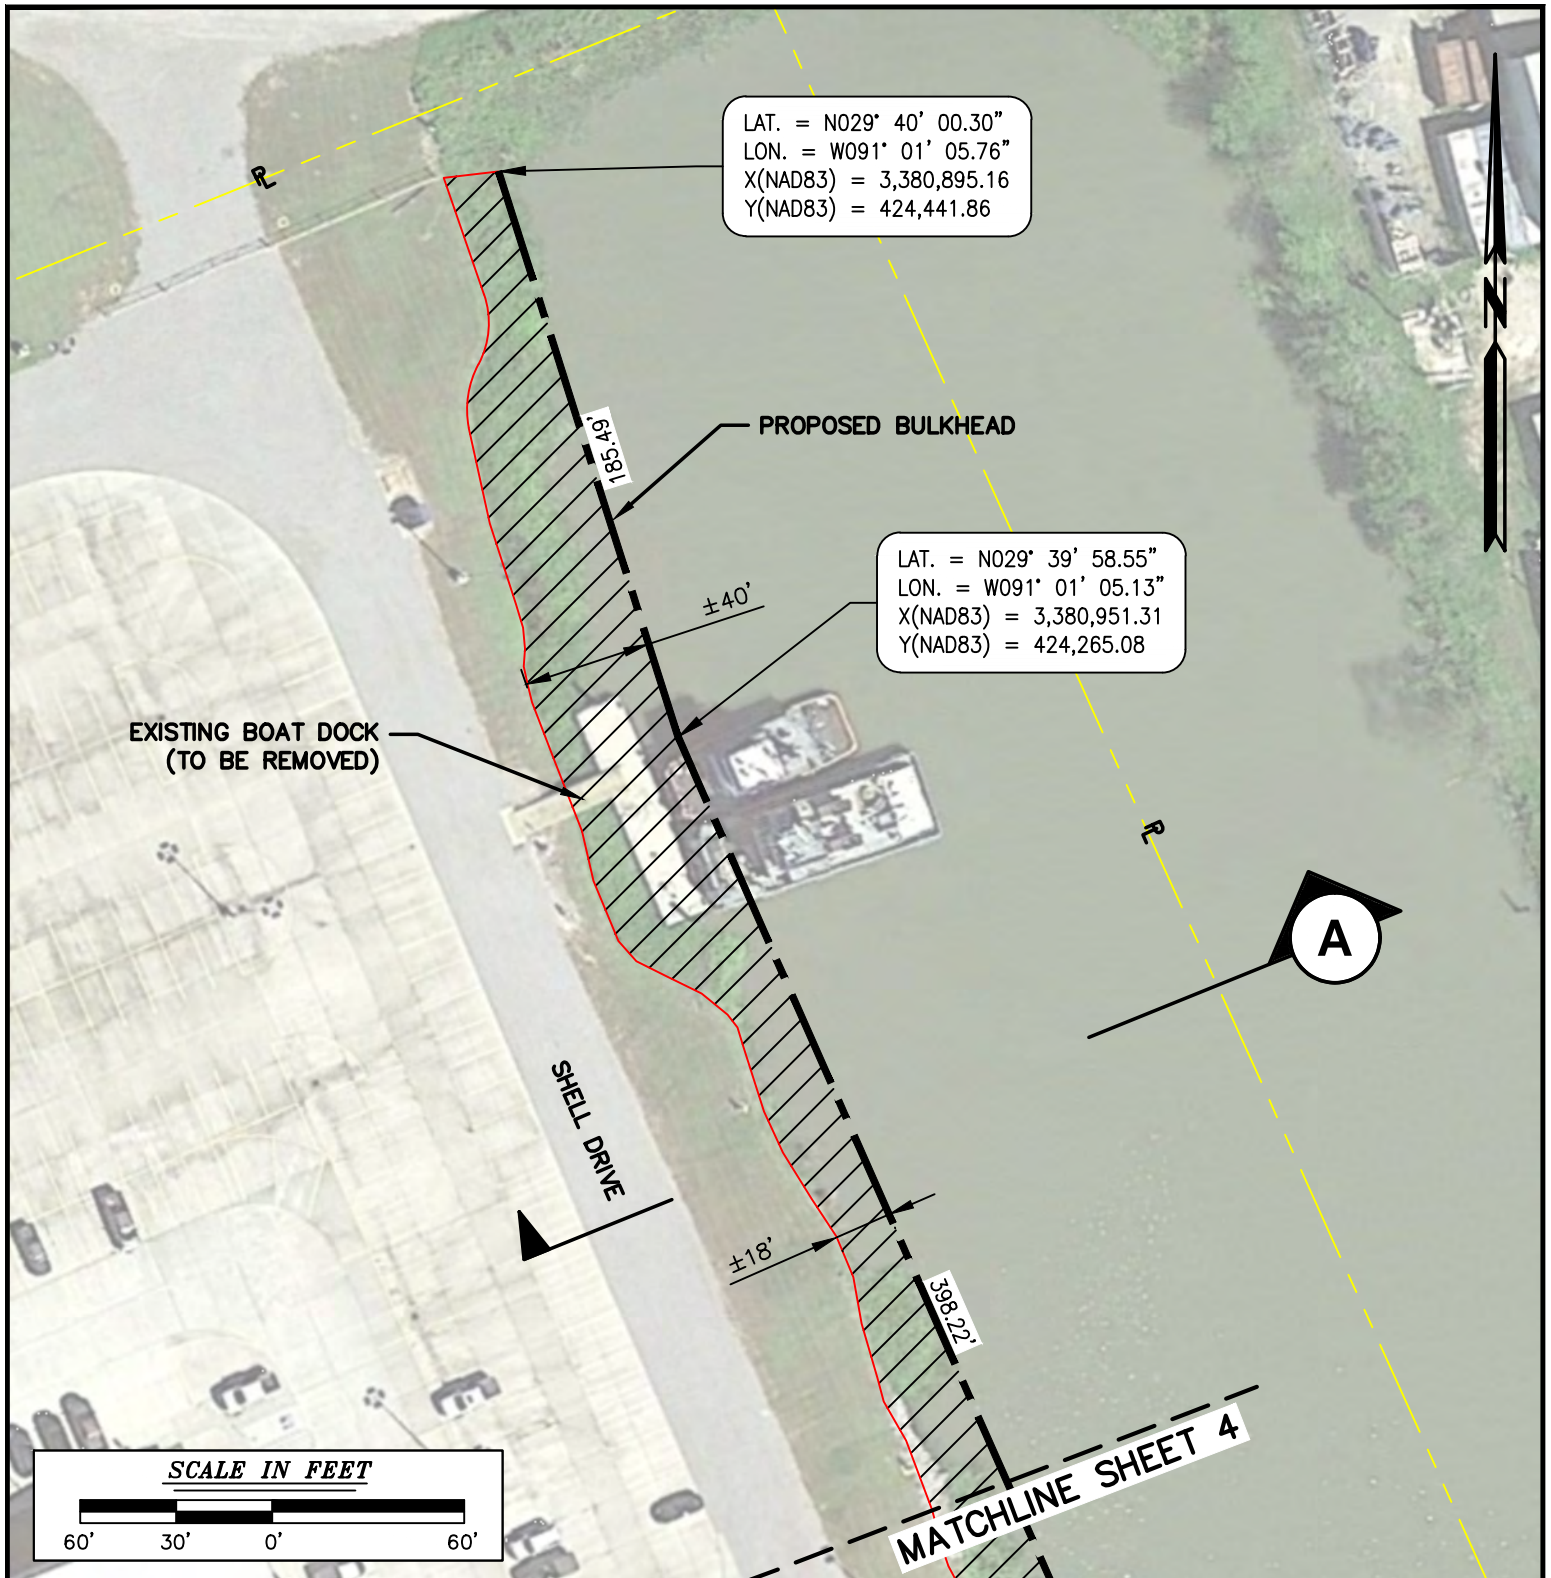 LAT. = N029° 40' 00.30"
LON. = W091° 01' 05.76"
X(NAD83) = 3,380,895.16
Y(NAD83) = 424,441.86
PL
N
185.49'
PROPOSED BULKHEAD
LAT. = N029° 39' 58.55"
LON. = W091° 01' 05.13"
X(NAD83) = 3,380,951.31
Y(NAD83) = 424,265.08
±40'
EXISTING BOAT DOCK
(TO BE REMOVED)
PL
A
SHELL DRIVE
±18'
398.22'
MATCHLINE SHEET 4
SCALE IN FEET
60' 30' 0' 60'